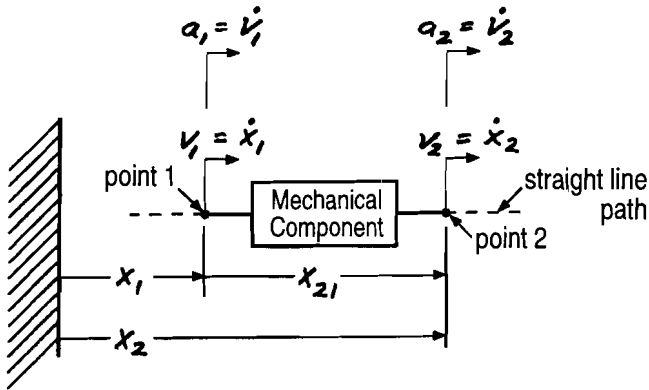 a₁ = v̇₁
a₂ = v̇₂
v₁ = ẋ₁
v₂ = ẋ₂
point 1
Mechanical
Component
straight line
path
point 2
x₁
x₂₁
x₂